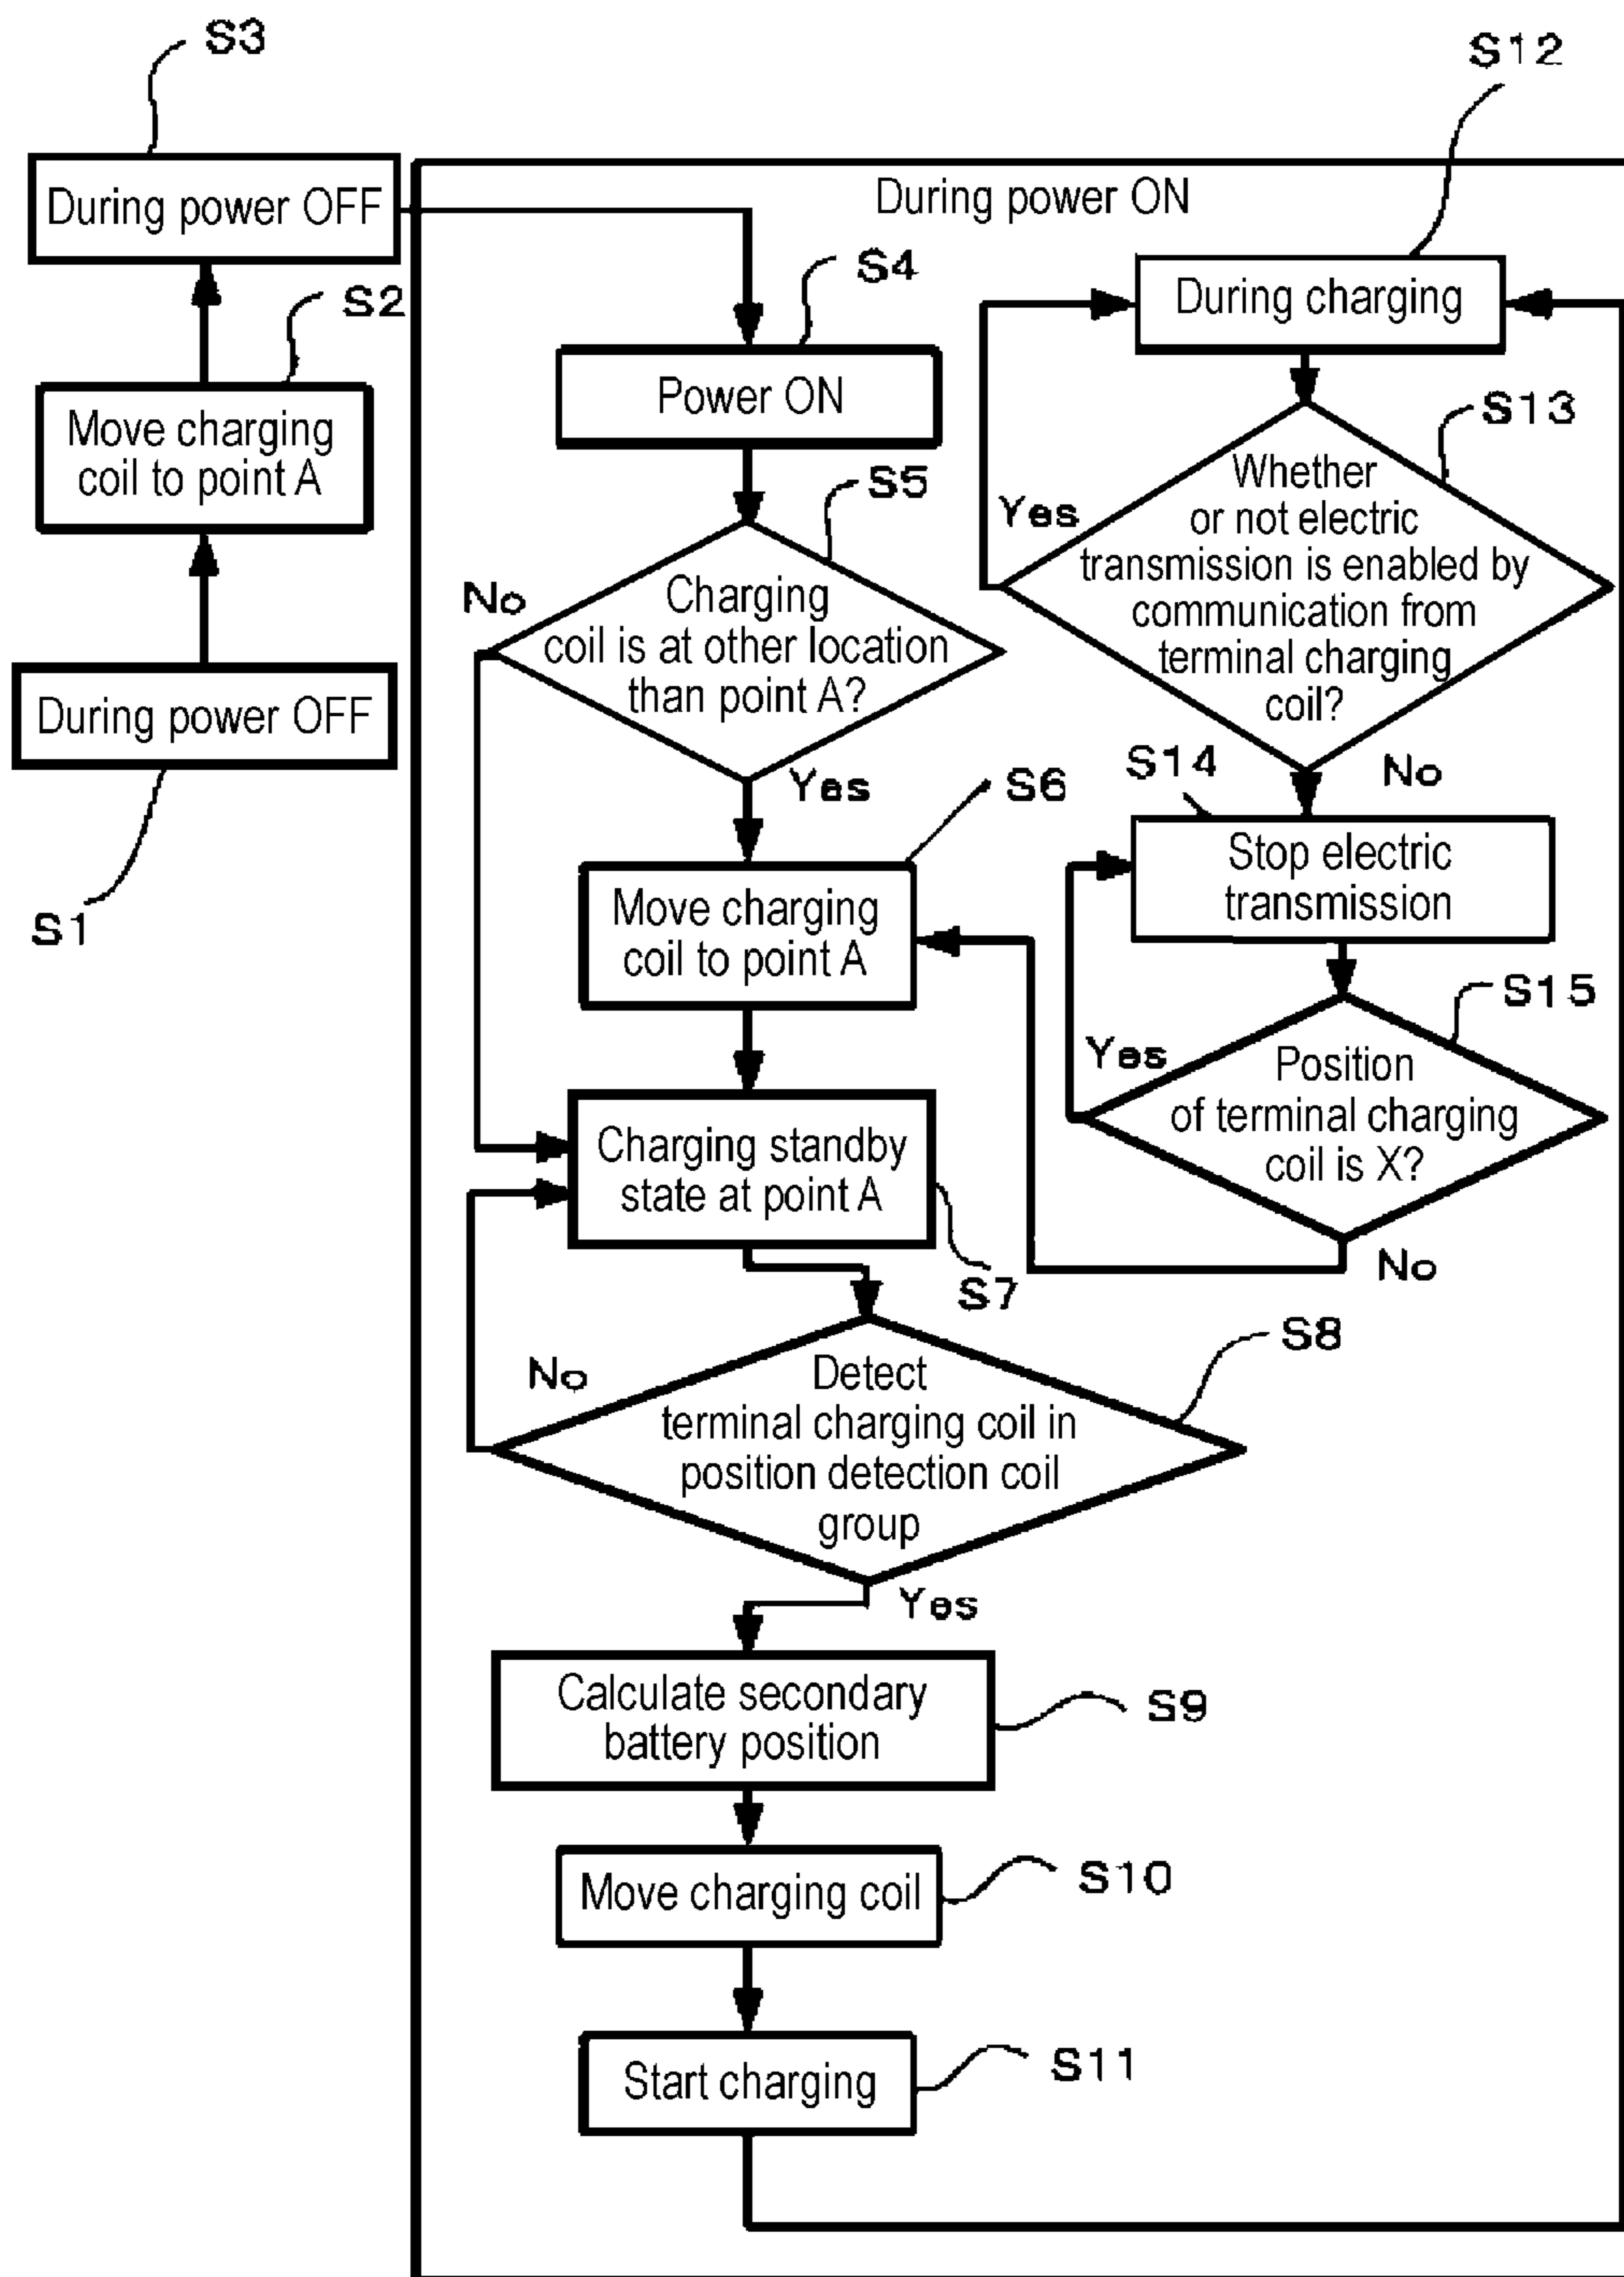 S3
During power OFF
S2
Move charging
coil to point A
During power OFF
S1
During power ON
S4
Power ON
S5
No
Charging
coil is at other location
than point A?
Yes
S6
Move charging
coil to point A
Charging standby
state at point A
S7
S8
No
Detect
terminal charging coil in
position detection coil
group
Yes
Calculate secondary
battery position
S9
Move charging coil
S10
Start charging
S11
S12
During charging
S13
Yes
Whether
or not electric
transmission is enabled by
communication from
terminal charging
coil?
No
S14
Stop electric
transmission
S15
Yes
Position
of terminal charging
coil is X?
No